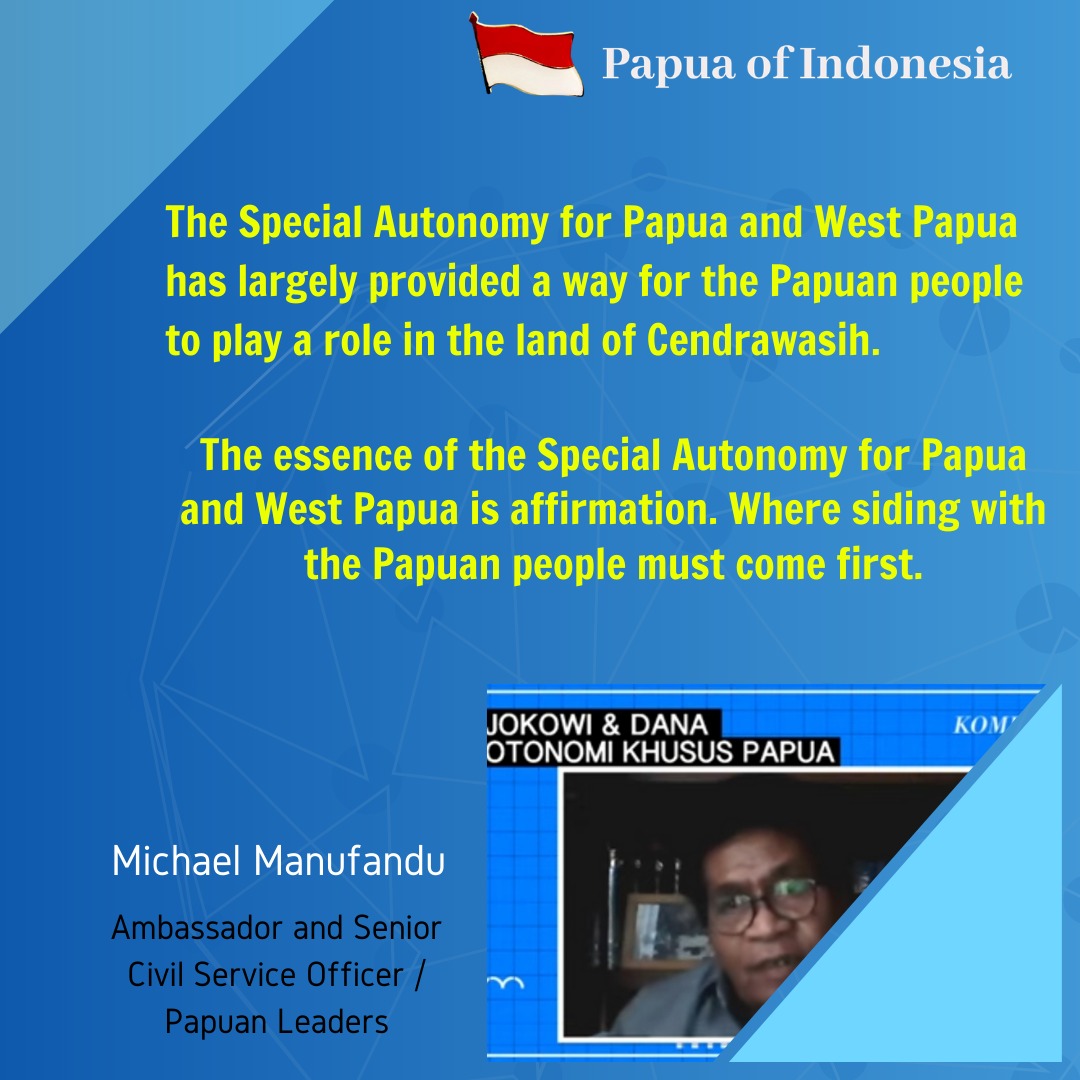 Papua of Indonesia
The Special Autonomy for Papua and West Papua
has largely provided a way for the Papuan people
to play a role in the land of Cendrawasih.
The essence of the Special Autonomy for Papua
and West Papua is affirmation. Where siding with
the Papuan people must come first.
JOKOWI & DANA
OTONOMI KHUSUS PAPUA
Michael Manufandu
Ambassador and Senior
Civil Service Officer /
Papuan Leaders